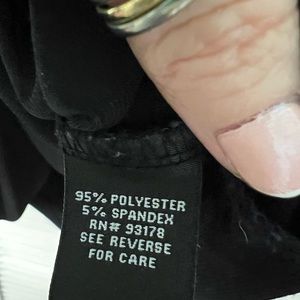 95% POLYESTER
5% SPANDEX
RN# 93178
SEE REVERSE
FOR CARE